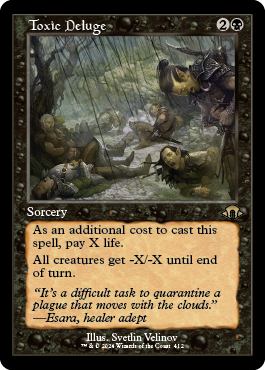 Toxic Deluge 2
Sorcery
As an additional cost to cast this
spell, pay X life.
All creatures get -X/-X until end
of turn.
“It’s a difficult task to quarantine a
plague that moves with the clouds.”
—Esara, healer adept
Illus. Svetlin Velinov
™ & © 2024 Wizards of the Coast 412